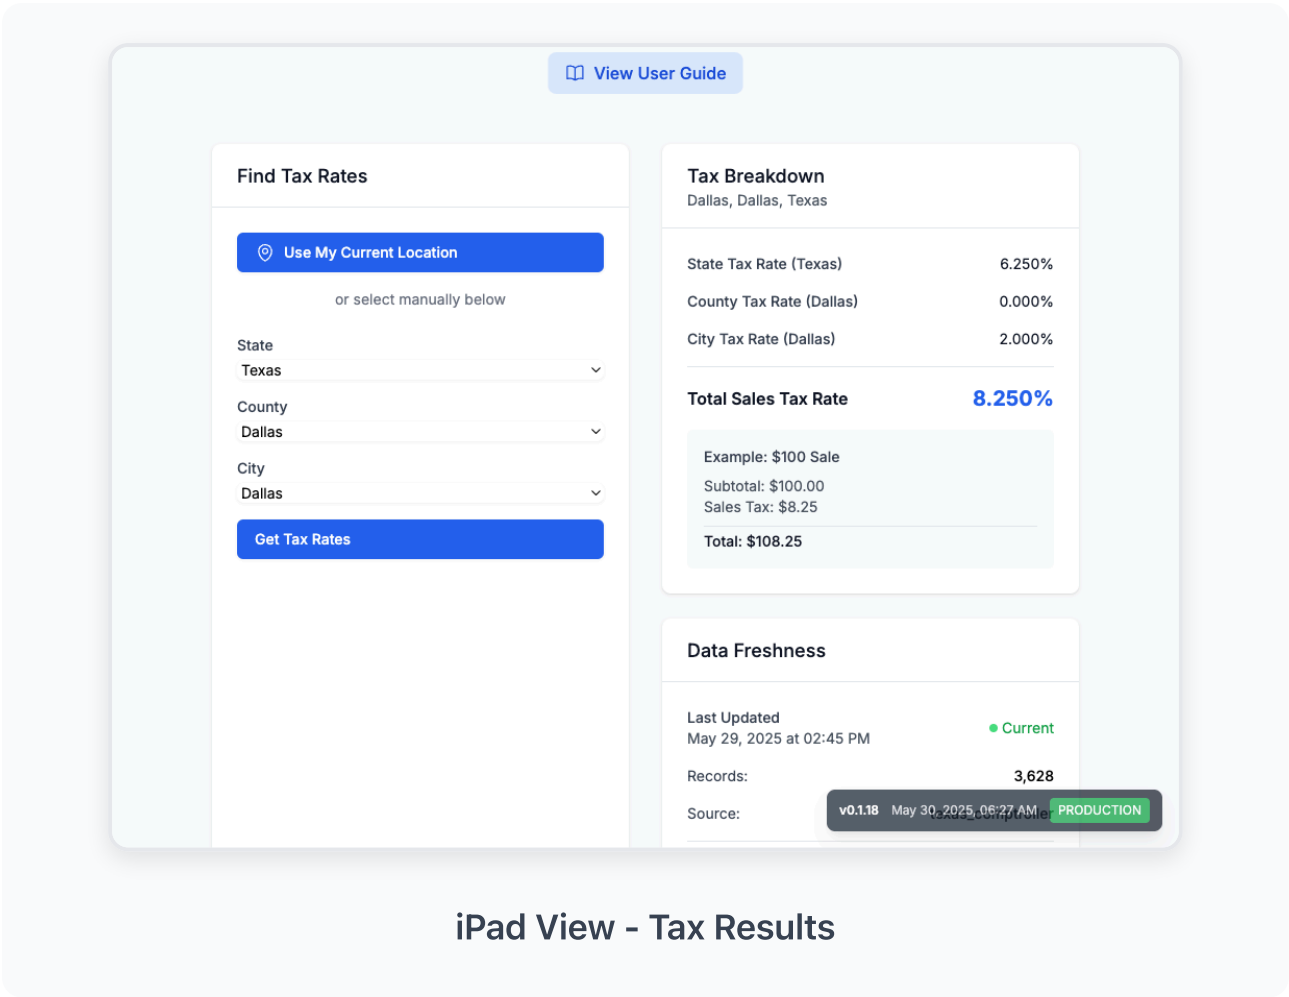 View User Guide
Find Tax Rates
Use My Current Location
or select manually below
State
Texas
County
Dallas
City
Dallas
Get Tax Rates
Tax Breakdown
Dallas, Dallas, Texas
State Tax Rate (Texas) 6.250%
County Tax Rate (Dallas) 0.000%
City Tax Rate (Dallas) 2.000%
Total Sales Tax Rate 8.250%
Example: $100 Sale
Subtotal: $100.00
Sales Tax: $8.25
Total: $108.25
Data Freshness
Last Updated
May 29, 2025 at 02:45 PM
Current
Records: 3,628
Source: texas_comptroller
v0.1.18 May 30, 2025, 06:27 AM PRODUCTION
iPad View - Tax Results